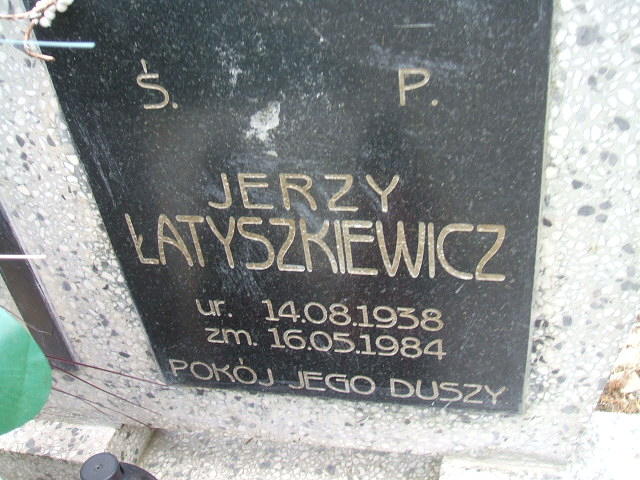 Ś. P.
JERZY
ŁATYSZKIEWICZ
ur. 14.08.1938
zm. 16.05.1984
POKÓJ JEGO DUSZY